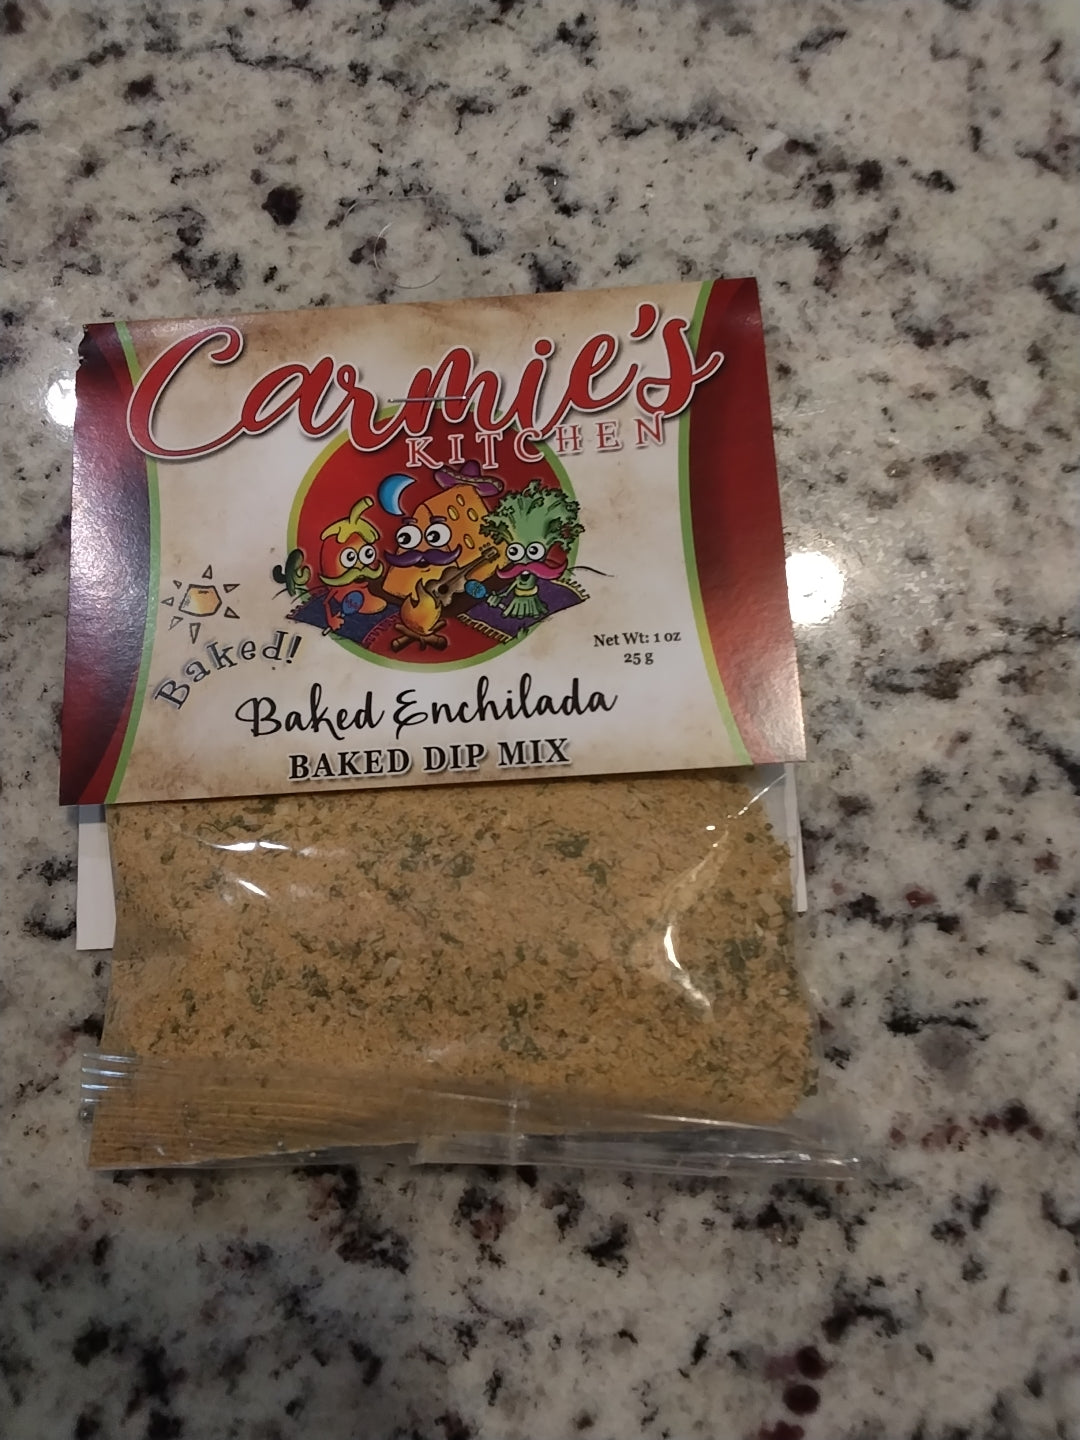 Carmie's
KITCHEN
Baked!
Net Wt: 1 oz
25 g
Baked Enchilada
BAKED DIP MIX